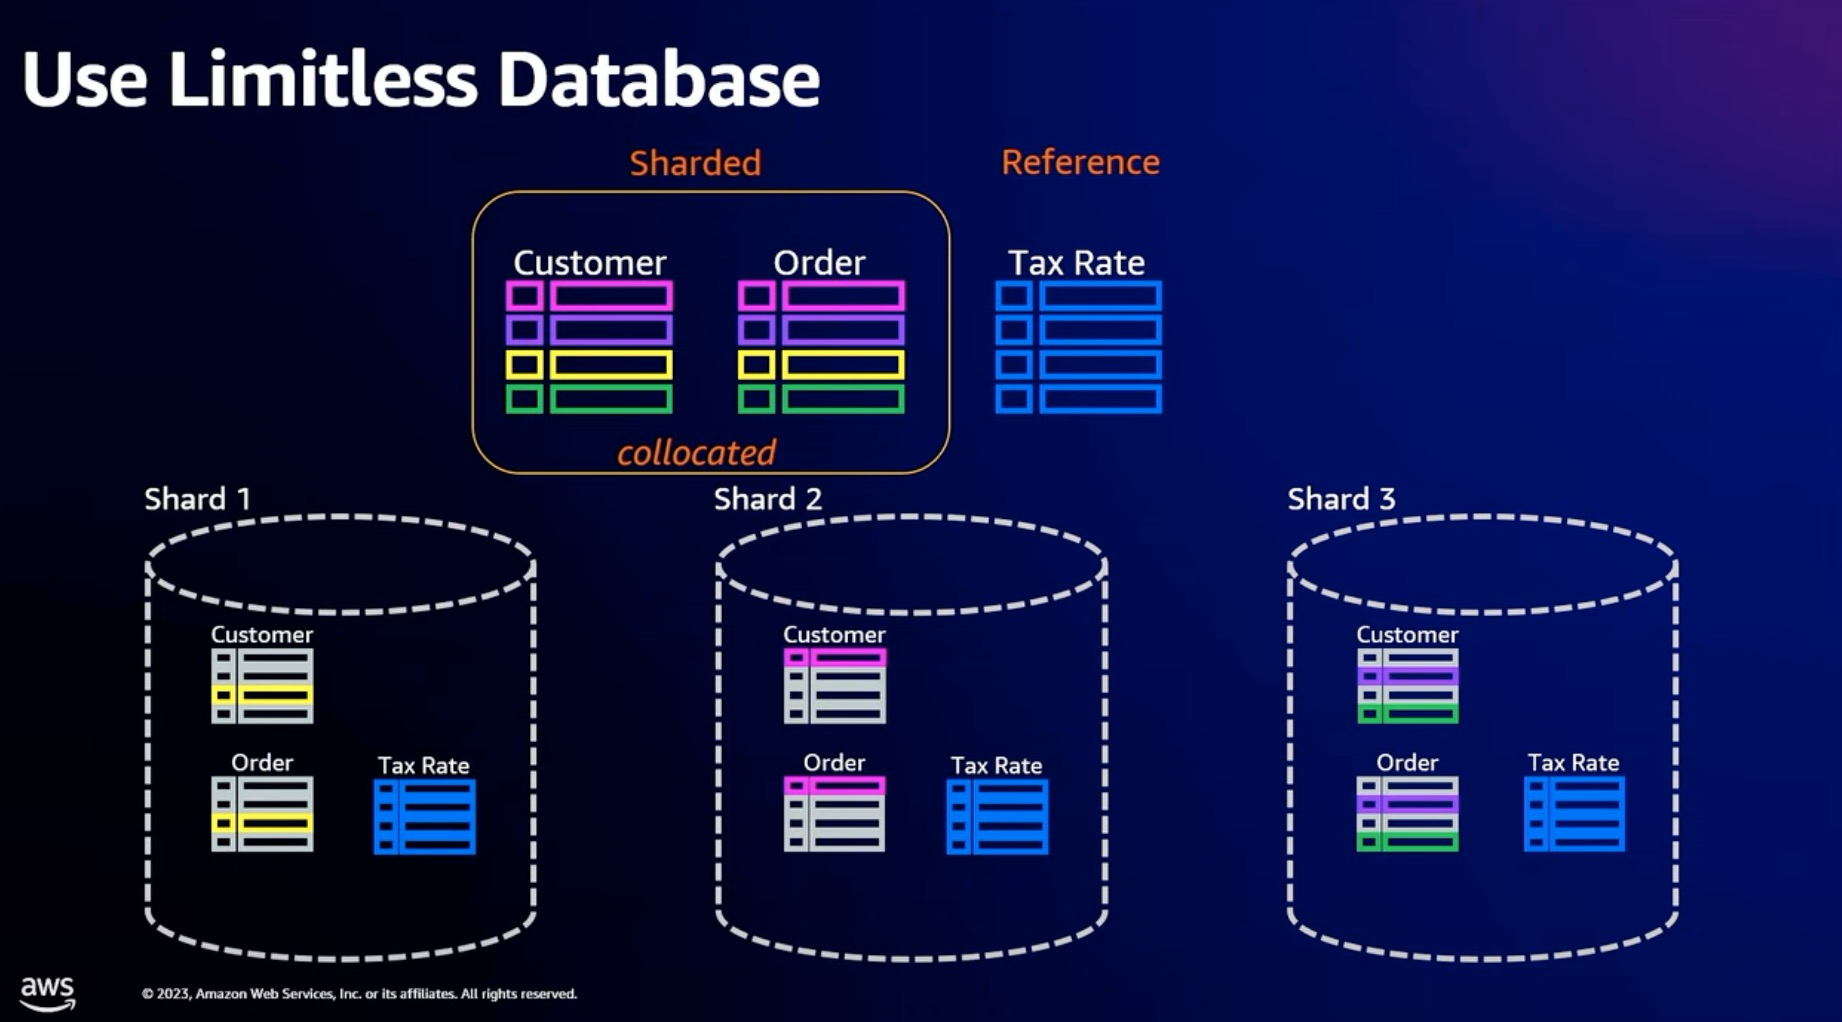 Use Limitless Database
Sharded
Reference
Customer
Order
Tax Rate
collocated
Shard 1
Shard 2
Shard 3
Customer
Customer
Customer
Order
Tax Rate
Order
Tax Rate
Order
Tax Rate
aws
© 2023, Amazon Web Services, Inc. or its affiliates. All rights reserved.